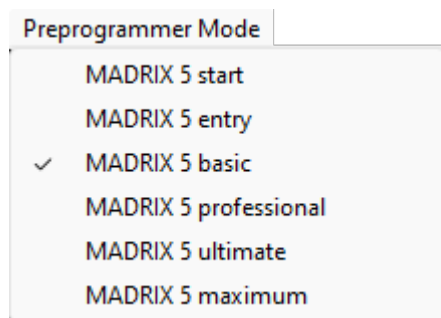 Preprogrammer Mode
MADRIX 5 start
MADRIX 5 entry
MADRIX 5 basic
MADRIX 5 professional
MADRIX 5 ultimate
MADRIX 5 maximum